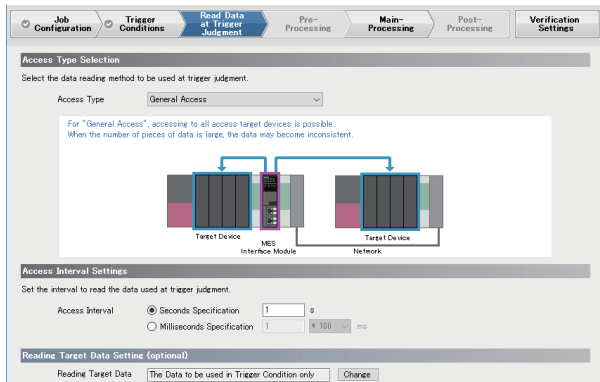 Job
Configuration
Trigger
Conditions
Read Data
at Trigger
Judgment
Pre-
Processing
Main-
Processing
Post-
Processing
Verification
Settings
Access Type Selection
Select the data reading method to be used at trigger judgment.
Access Type General Access
For "General Access", accessing to all access target devices is possible.
When the number of pieces of data is large, the data may become inconsistent.
Target Device
MES
Interface Module
Target Device
Network
Access Interval Settings
Set the interval to read the data used at trigger judgment.
Access Interval Seconds Specification 1 s
Milliseconds Specification 1 * 100 ms
Reading Target Data Setting (optional)
Reading Target Data The Data to be used in Trigger Condition only Change